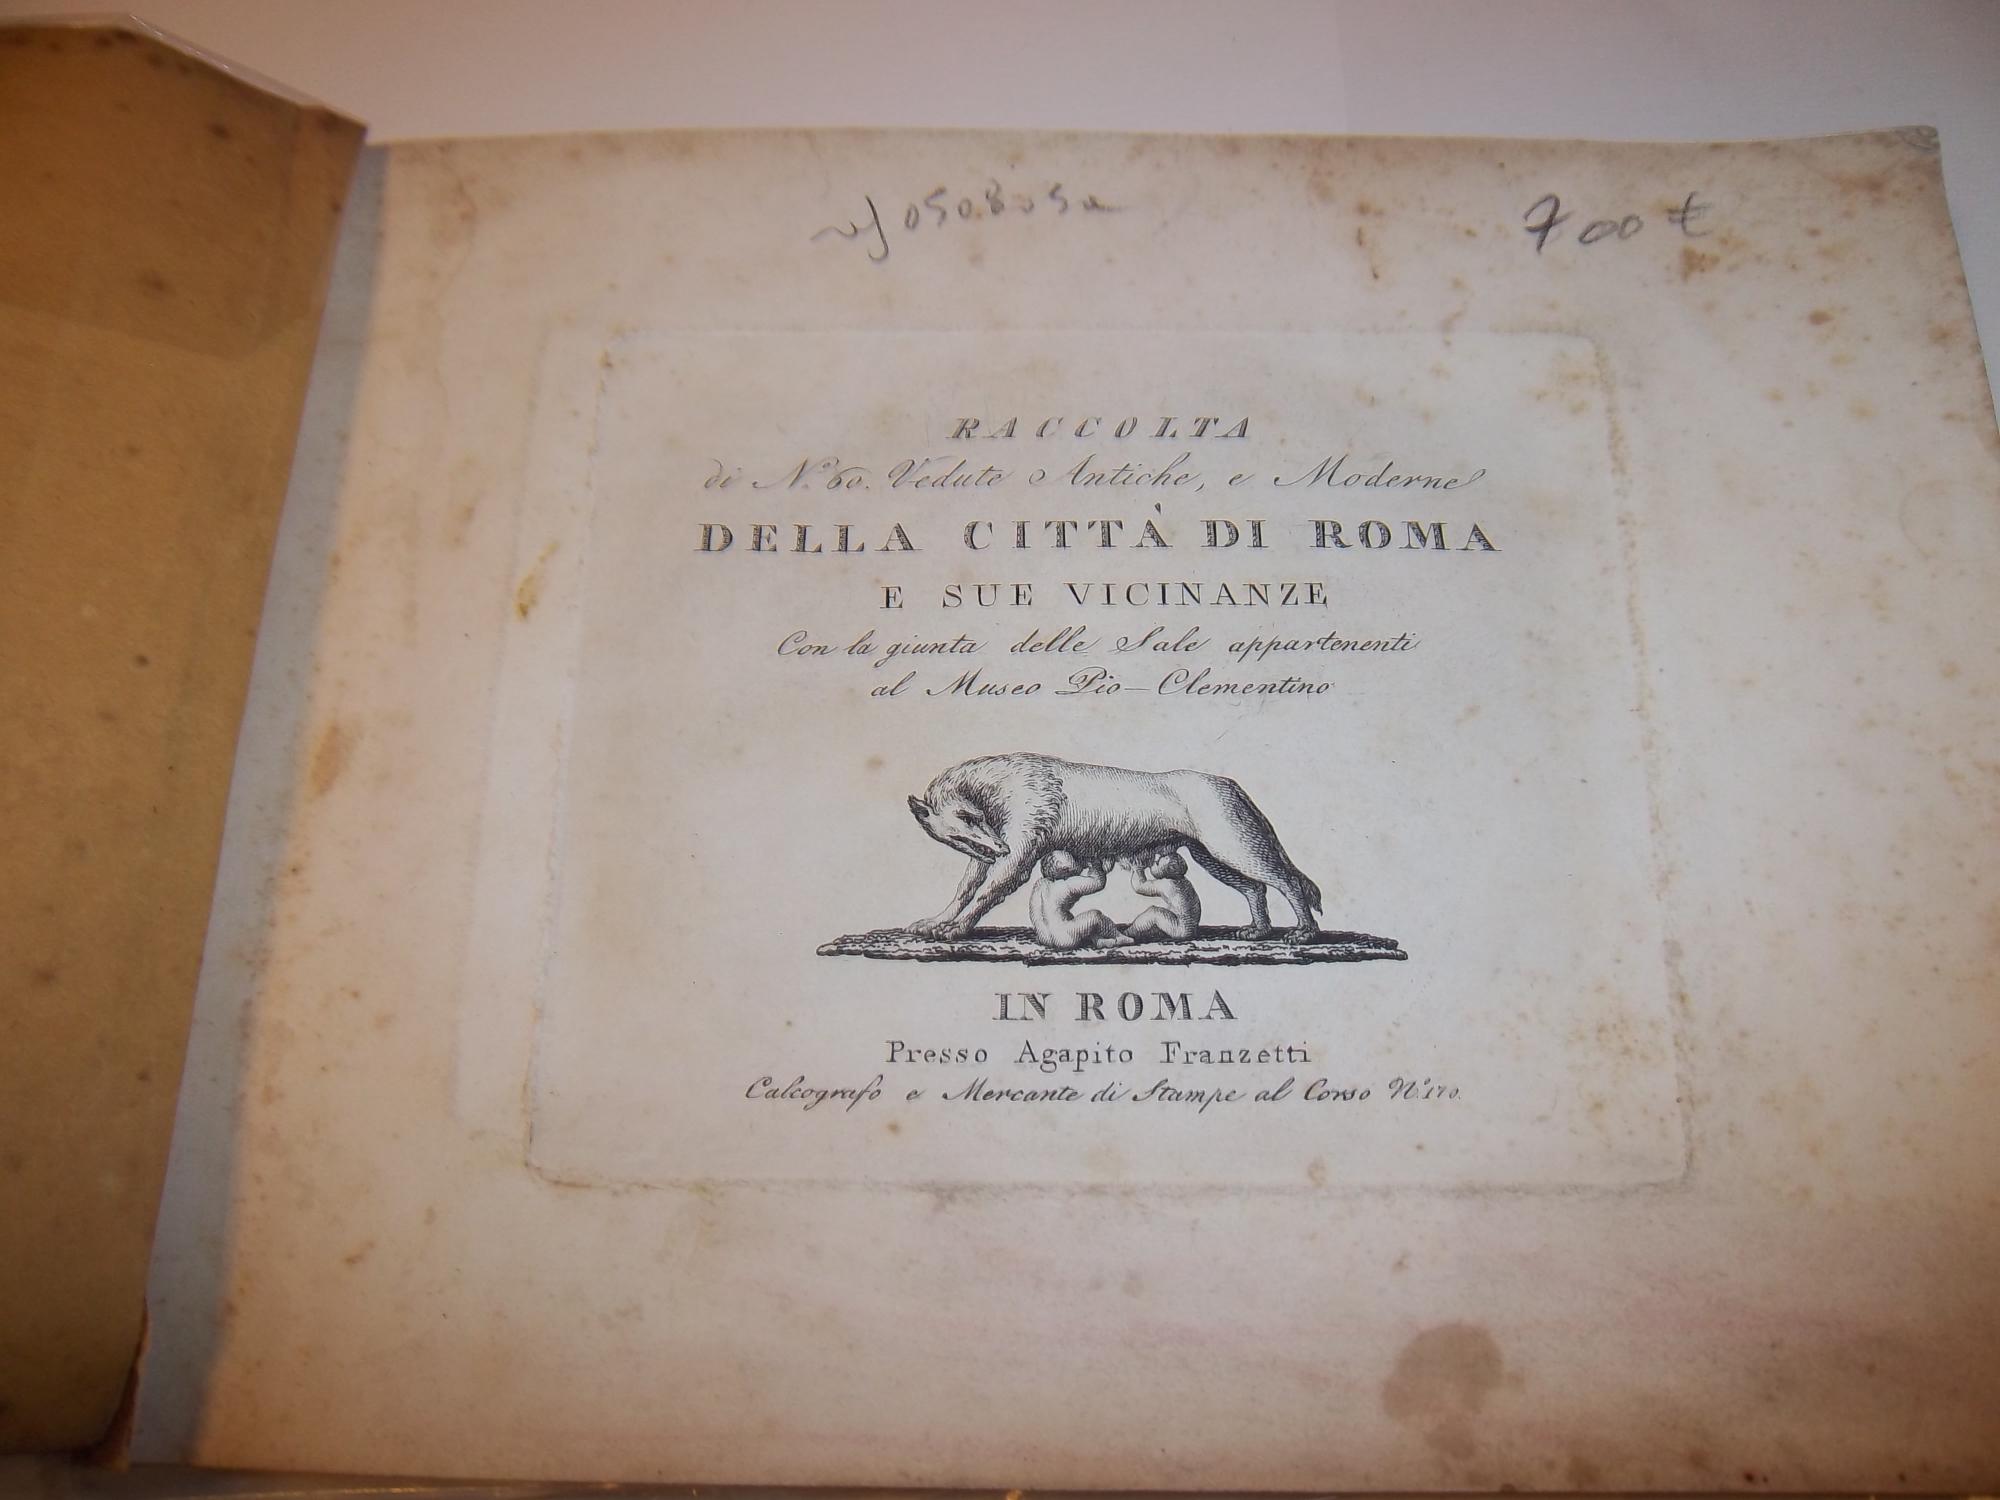 700 €
RACCOLTA
di N.º 60. Vedute Antiche, e Moderne
DELLA CITTÀ DI ROMA
E SUE VICINANZE
Con la giunta delle Sale appartenenti
al Museo Pio-Clementino
IN ROMA
Presso Agapito Franzetti
Calcografo e Mercante di Stampe al Corso N.º 170.